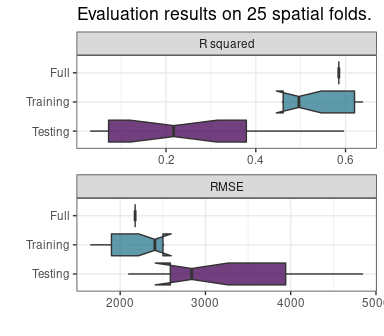 Evaluation results on 25 spatial folds.
R squared
Full
Training
Testing
0.2 0.4 0.6
RMSE
Full
Training
Testing
2000 3000 4000 500